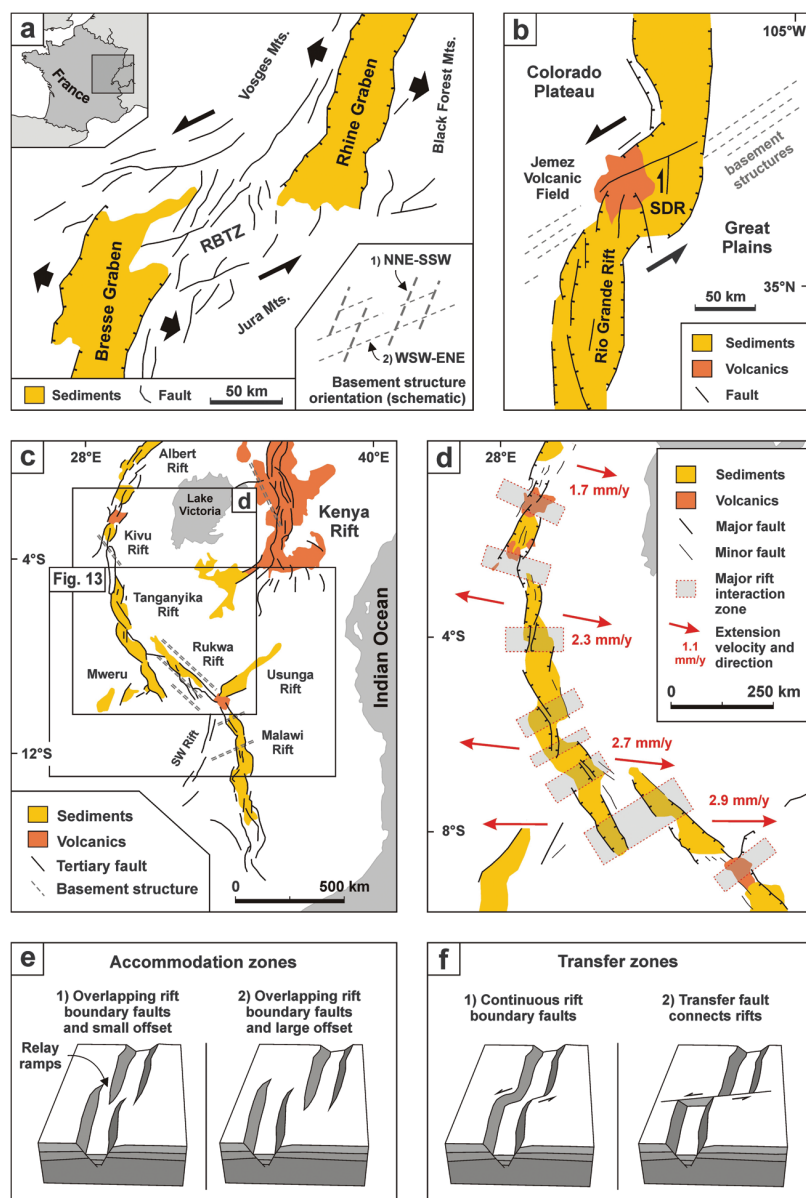 a
France
Vosges Mts.
Rhine Graben
Black Forest Mts.
RBTZ
Bresse Graben
Jura Mts.
1) NNE-SSW
2) WSW-ENE
Basement structure
orientation (schematic)
Sediments
Fault
50 km
b
105°W
Colorado
Plateau
Jemez
Volcanic
Field
basement
structures
SDR
Great
Plains
Rio Grande Rift
35°N
50 km
Sediments
Volcanics
Fault
c
28°E
40°E
Albert
Rift
Lake
Victoria
d
Kenya
Rift
Kivu
Rift
4°S
Fig. 13
Tanganyika
Rift
Rukwa
Rift
Mweru
Usunga
Rift
Indian Ocean
SW Rift
Malawi
Rift
12°S
Sediments
Volcanics
Tertiary fault
Basement structure
0
500 km
d
28°E
1.7 mm/y
4°S
2.3 mm/y
2.7 mm/y
2.9 mm/y
8°S
Sediments
Volcanics
Major fault
Minor fault
Major rift
interaction
zone
Extension
velocity and
direction
1.1
mm/y
0
250 km
e
Accommodation zones
1) Overlapping rift
boundary faults
and small offset
2) Overlapping rift
boundary faults
and large offset
Relay
ramps
f
Transfer zones
1) Continuous rift
boundary faults
2) Transfer fault
connects rifts